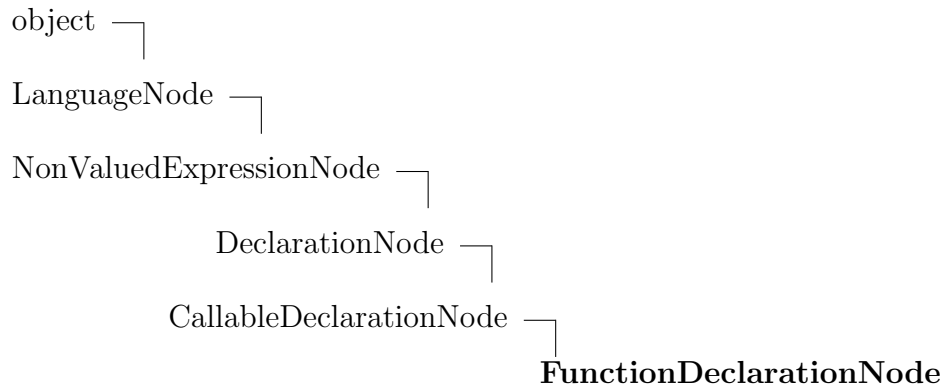 object
LanguageNode
NonValuedExpressionNode
DeclarationNode
CallableDeclarationNode
FunctionDeclarationNode